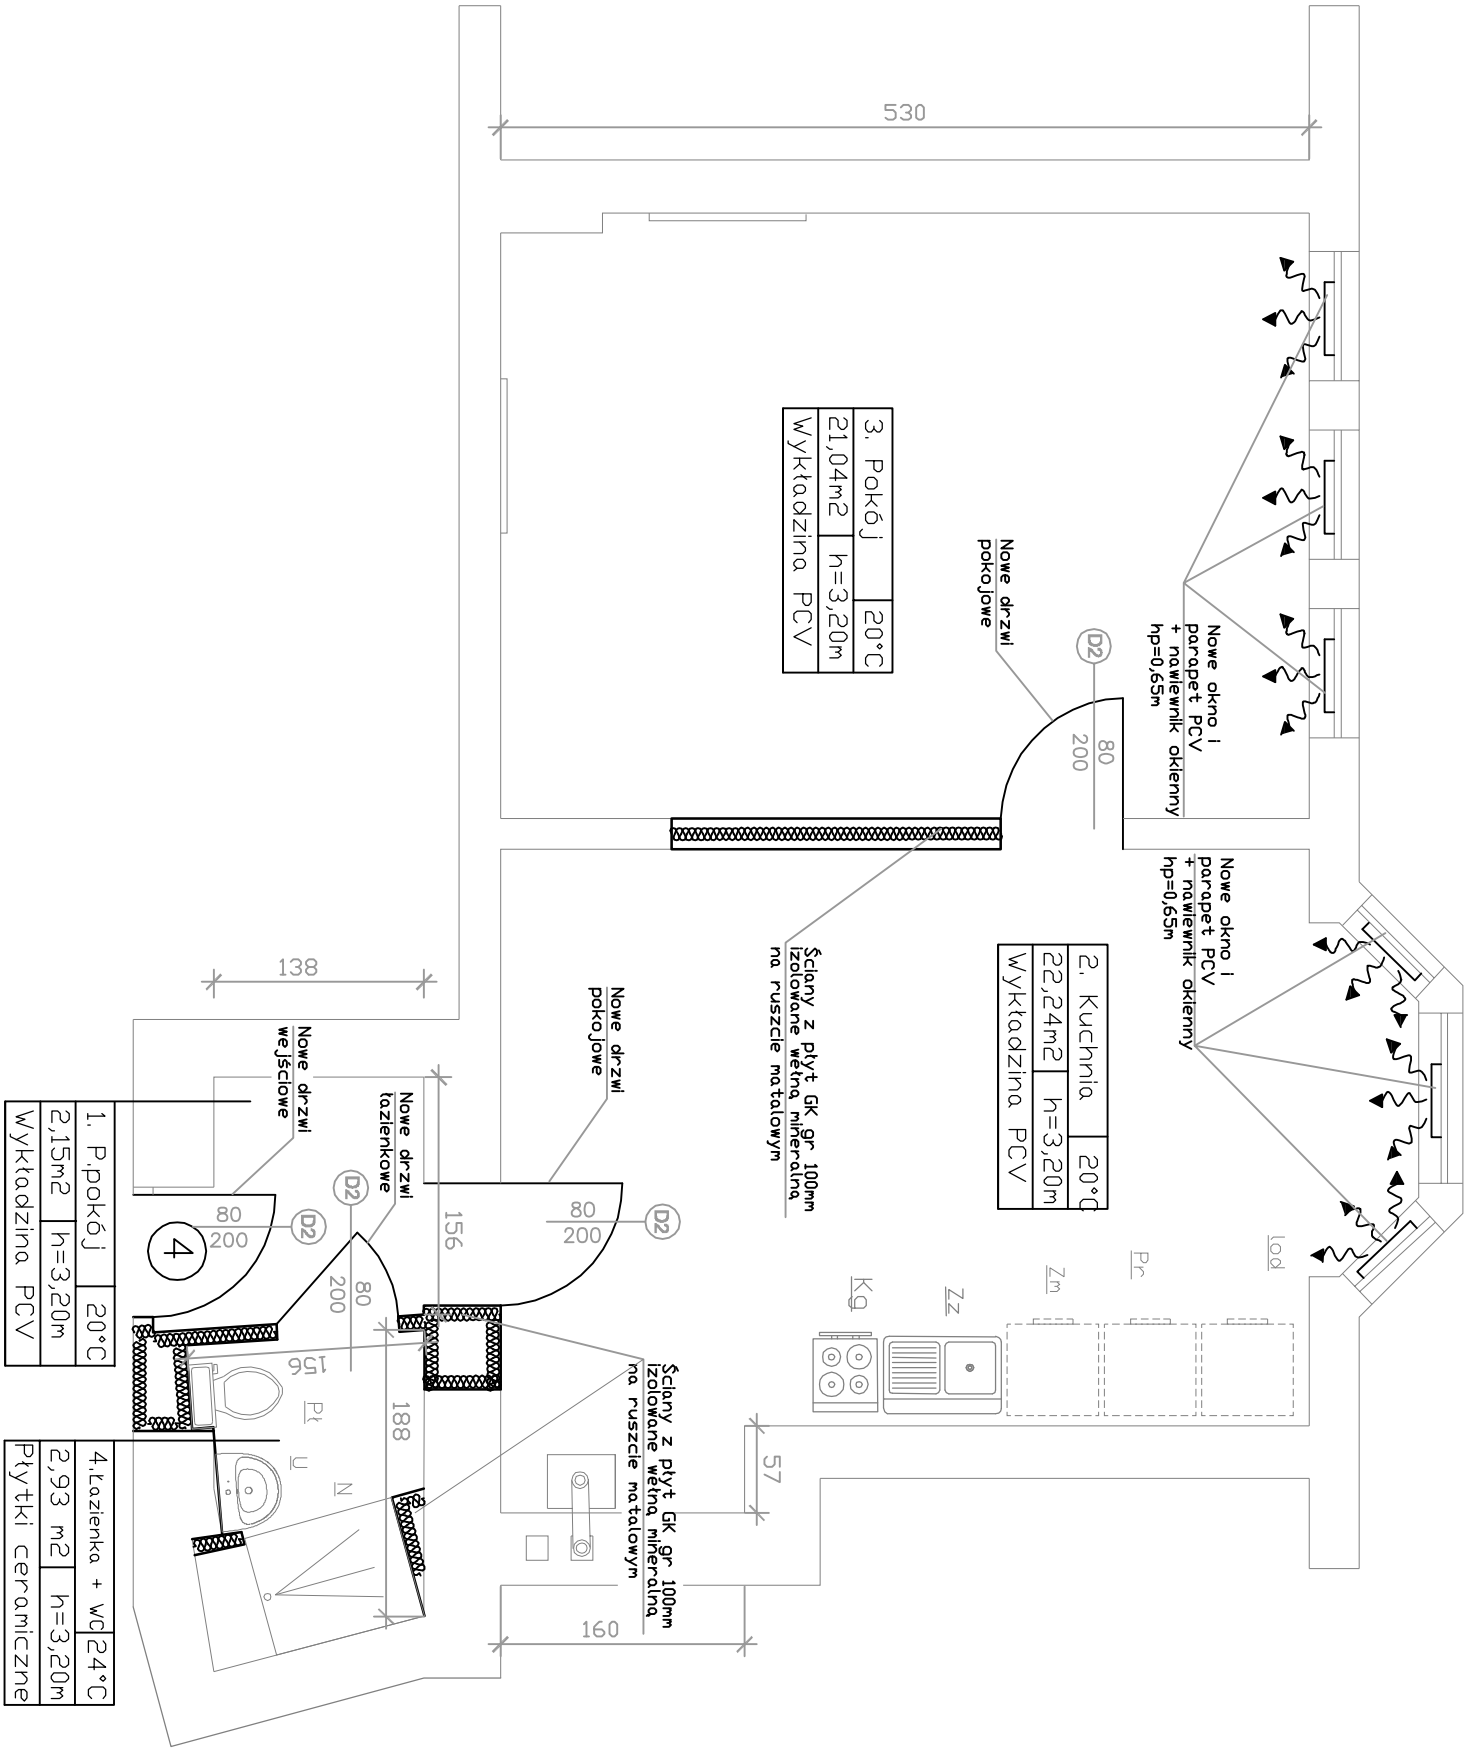 530
Nowe okno i
parapet PCV
+ nawiewnik okienny
hp=0,65m
3. Pokój 20°C
21,04m2 h=3,20m
Wykładzina PCV
Nowe drzwi
pokojowe
D2
80
200
Nowe okno i
parapet PCV
+ nawiewnik okienny
hp=0,65m
2. Kuchnia 20°C
22,24m2 h=3,20m
Wykładzina PCV
Ściany z płyt GK gr 100mm
izolowane wełną mineralną
na ruszcie matalowym
Nowe drzwi
pokojowe
D2
80
200
lod
Pr
Zm
Zz
Kg
138
Nowe drzwi
wejściowe
Nowe drzwi
łazienkowe
156
D2
80
200
D2
80
200
4
1. P.pokój 20°C
2,15m2 h=3,20m
Wykładzina PCV
156
188
Pł
U
N
57
160
Ściany z płyt GK gr 100mm
izolowane wełną mineralną
na ruszcie matalowym
4.Łazienka + WC 24°C
2,93 m2 h=3,20m
Płytki ceramiczne